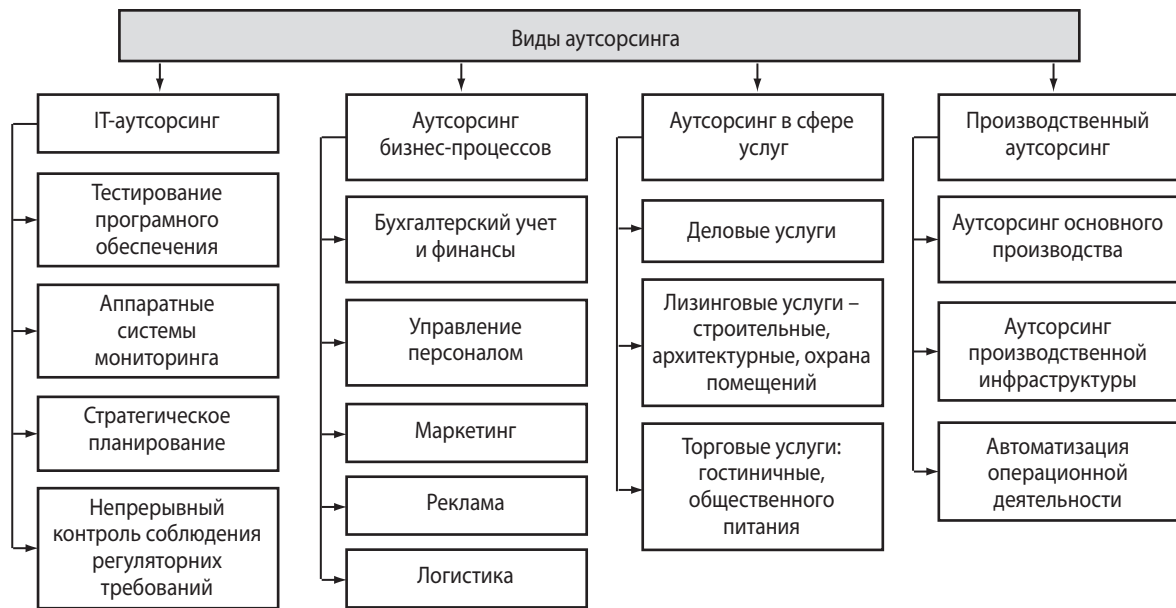 Виды аутсорсинга
IT-аутсорсинг
Тестирование
програмного
обеспечения
Аппаратные
системы
мониторинга
Стратегическое
планирование
Непрерывный
контроль соблюдения
регуляторних
требований
Аутсорсинг
бизнес-процессов
Бухгалтерский учет
и финансы
Управление
персоналом
Маркетинг
Реклама
Логистика
Аутсорсинг в сфере
услуг
Деловые услуги
Лизинговые услуги –
строительные,
архитектурные, охрана
помещений
Торговые услуги:
гостиничные,
общественного
питания
Производственный
аутсорсинг
Аутсорсинг основного
производства
Аутсорсинг
производственной
инфраструктуры
Автоматизация
операционной
деятельности